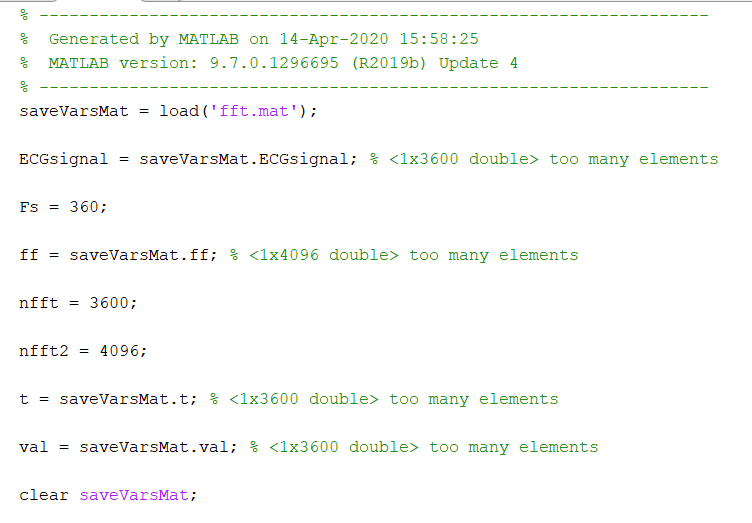 % -------------------------------------------------------------------
%  Generated by MATLAB on 14-Apr-2020 15:58:25
%  MATLAB version: 9.7.0.1296695 (R2019b) Update 4
% -------------------------------------------------------------------
saveVarsMat = load('fft.mat');
ECGsignal = saveVarsMat.ECGsignal; % <1x3600 double> too many elements
Fs = 360;
ff = saveVarsMat.ff; % <1x4096 double> too many elements
nfft = 3600;
nfft2 = 4096;
t = saveVarsMat.t; % <1x3600 double> too many elements
val = saveVarsMat.val; % <1x3600 double> too many elements
clear saveVarsMat;